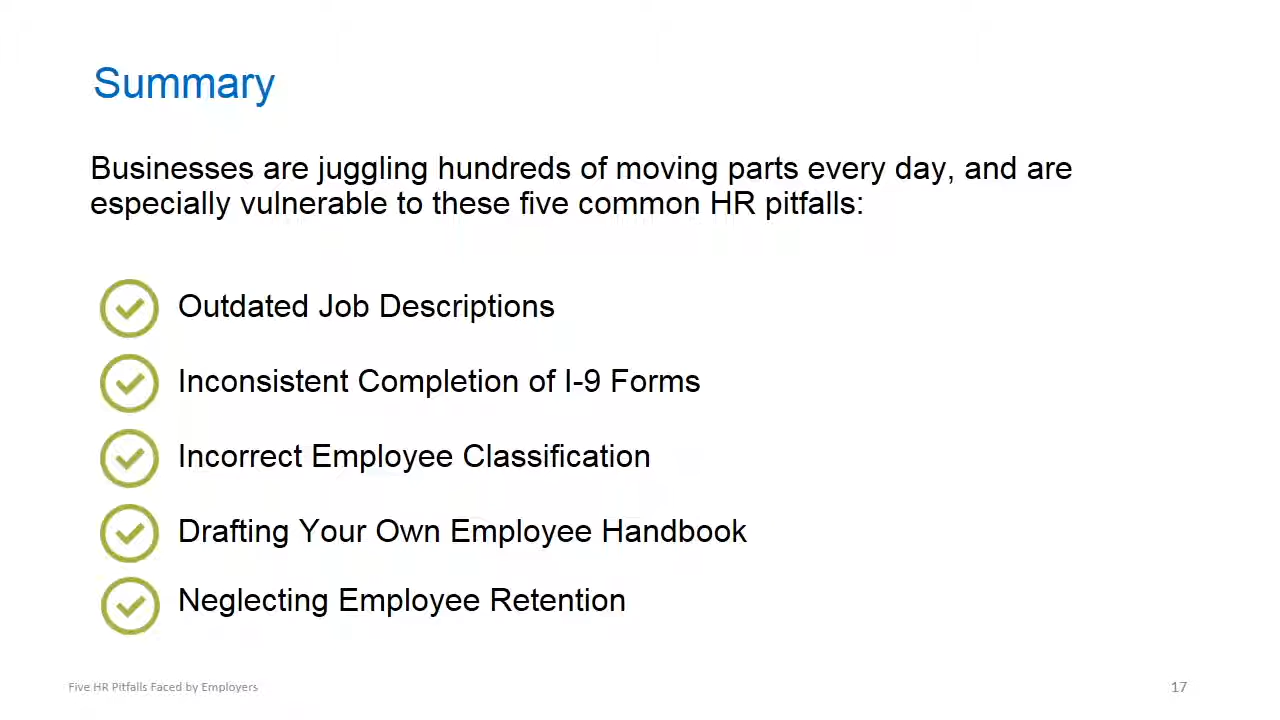 Summary
Businesses are juggling hundreds of moving parts every day, and are
especially vulnerable to these five common HR pitfalls:
Outdated Job Descriptions
Inconsistent Completion of I-9 Forms
Incorrect Employee Classification
Drafting Your Own Employee Handbook
Neglecting Employee Retention
Five HR Pitfalls Faced by Employers
17